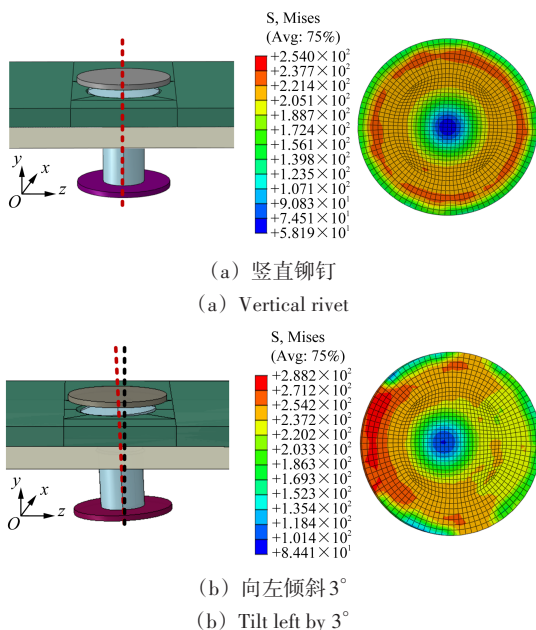 S, Mises
(Avg: 75%)
+2.540×10²
+2.377×10²
+2.214×10²
+2.051×10²
+1.887×10²
+1.724×10²
+1.561×10²
+1.398×10²
+1.235×10²
+1.071×10²
+9.083×10¹
+7.451×10¹
+5.819×10¹
y
x
O
z
(a) 竖直铆钉
(a) Vertical rivet
S, Mises
(Avg: 75%)
+2.882×10²
+2.712×10²
+2.542×10²
+2.372×10²
+2.202×10²
+2.033×10²
+1.863×10²
+1.693×10²
+1.523×10²
+1.354×10²
+1.184×10²
+1.014×10²
+8.441×10¹
y
x
O
z
(b) 向左倾斜3°
(b) Tilt left by 3°